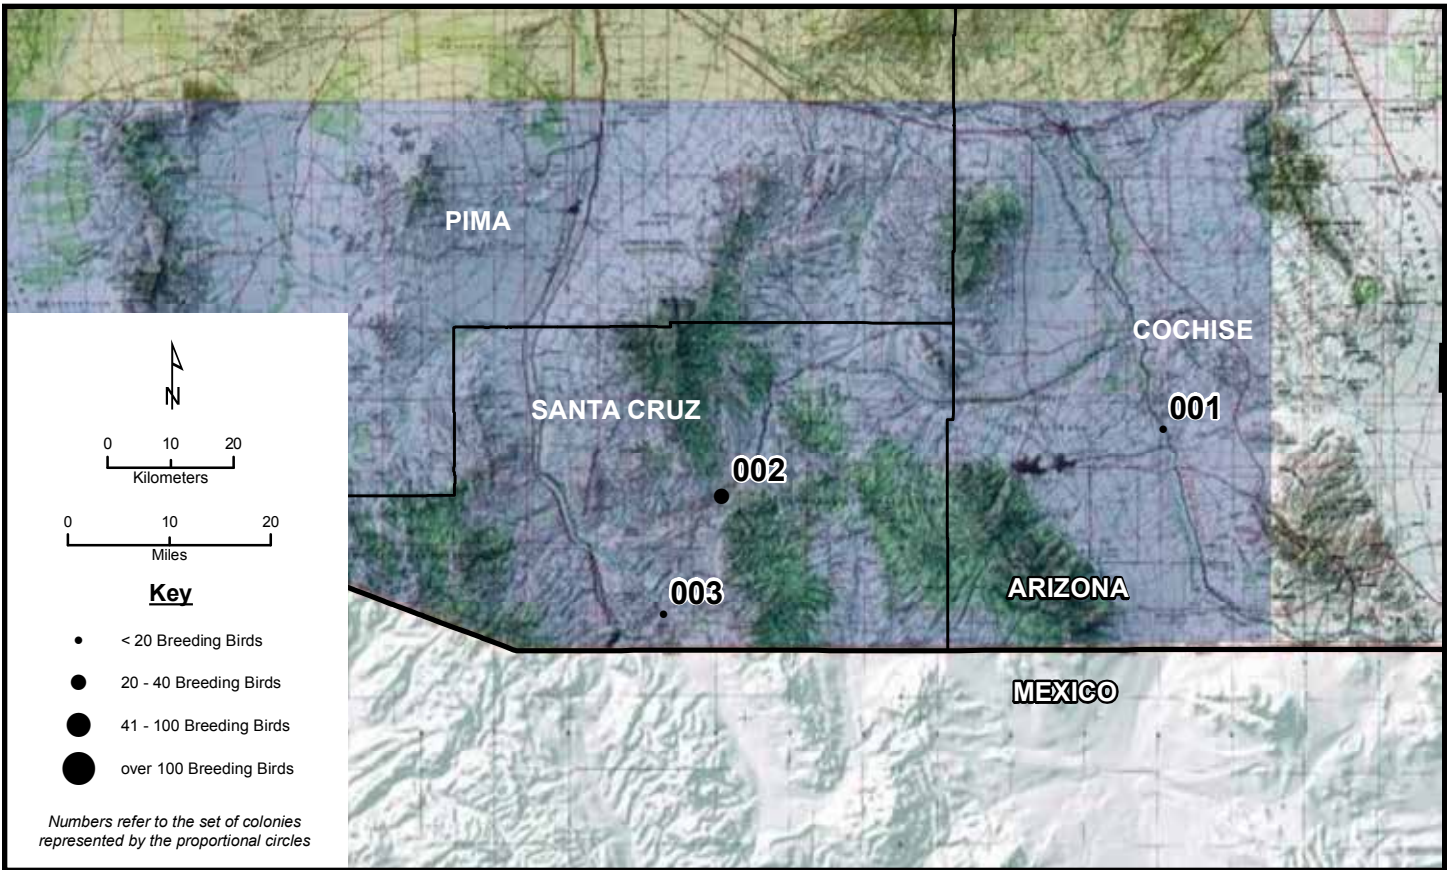 PIMA
COCHISE
SANTA CRUZ
001
002
003
ARIZONA
MEXICO
N
0 10 20
Kilometers
0 10 20
Miles
Key
< 20 Breeding Birds
20 - 40 Breeding Birds
41 - 100 Breeding Birds
over 100 Breeding Birds
Numbers refer to the set of colonies
represented by the proportional circles